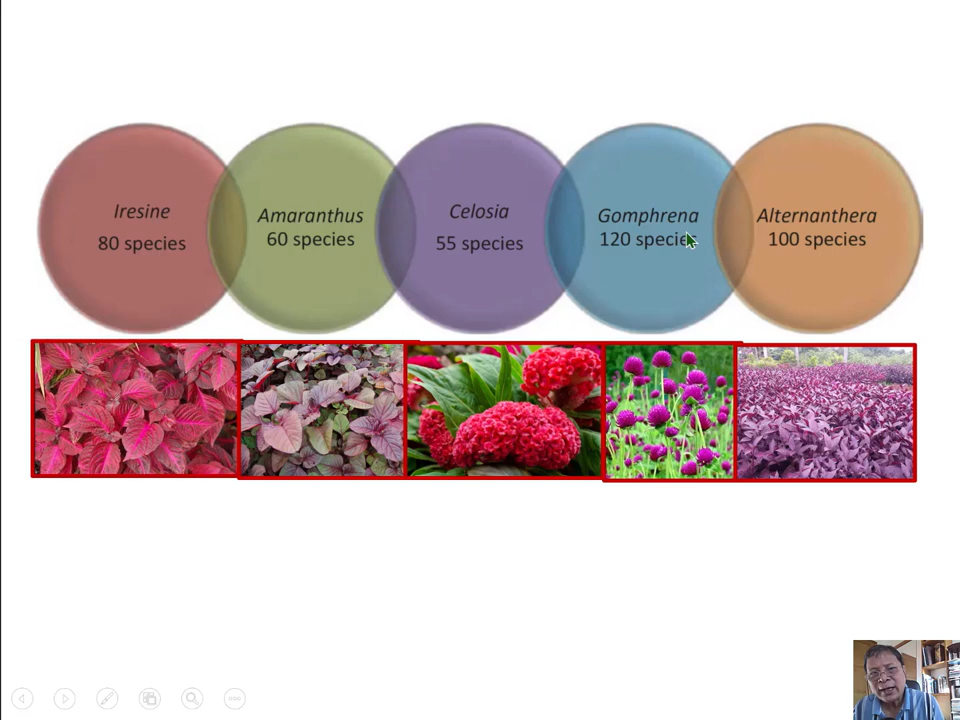 Iresine
80 species
Amaranthus
60 species
Celosia
55 species
Gomphrena
120 species
Alternanthera
100 species